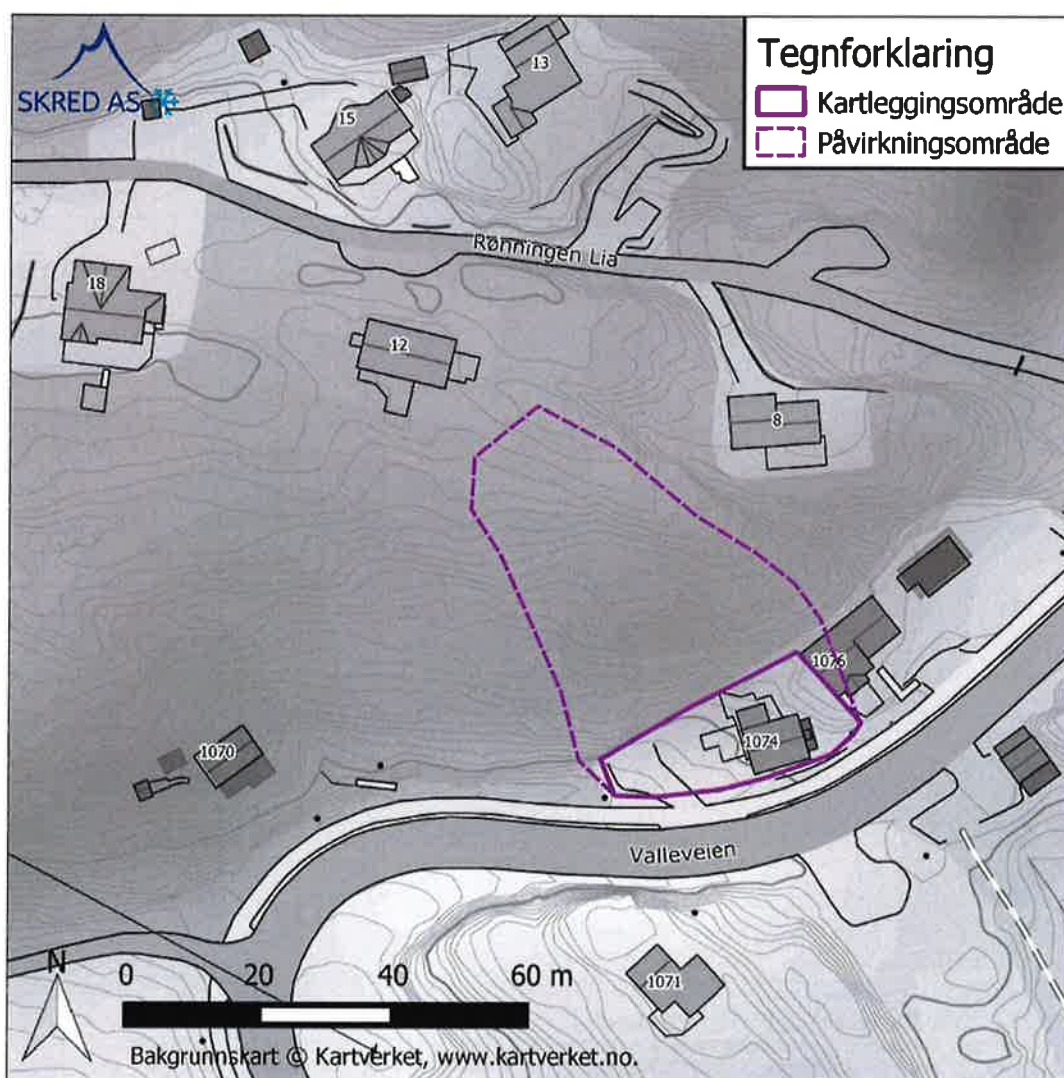 SKRED AS
Tegnforklaring
Kartleggingsområde
Påvirkningsområde
13
15
Rønningen Lia
18
12
8
1076
1074
1070
Valleveien
1071
N
0 20 40 60 m
Bakgrunnskart © Kartverket, www.kartverket.no.